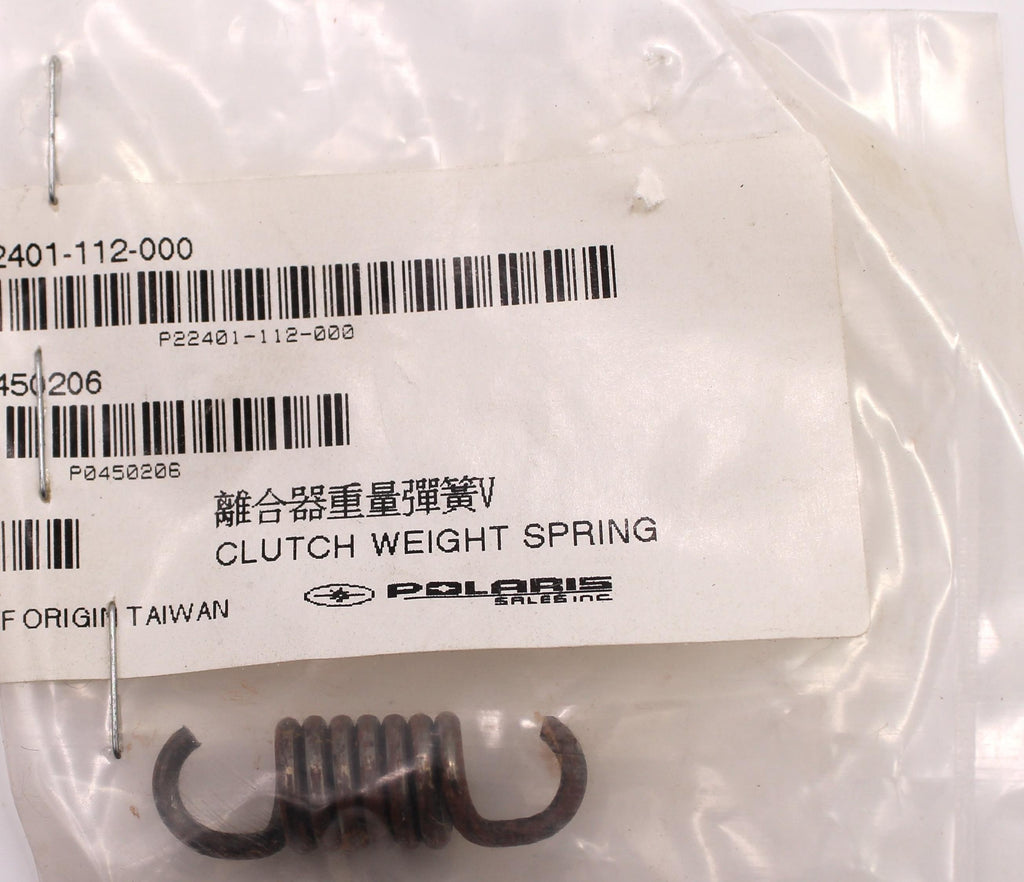 2401-112-000
P22401-112-000
450206
P0450206
離合器重量彈簧V
CLUTCH WEIGHT SPRING
POLARIS
SALES INC
F ORIGIN TAIWAN